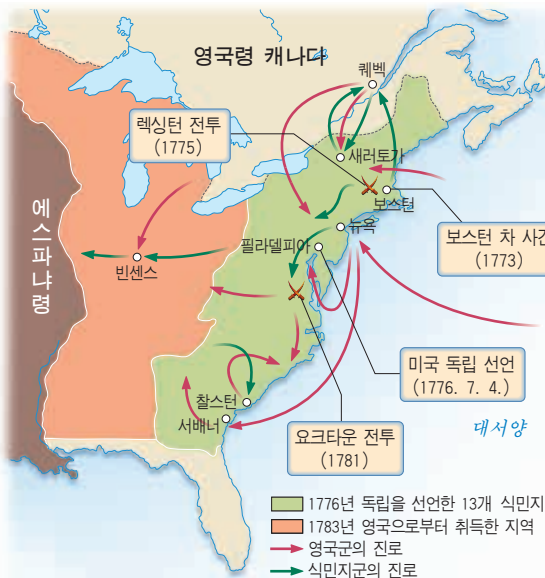 영국령 캐나다
퀘벡
렉싱턴 전투
(1775)
새러토가
보스턴
에스파냐령
뉴욕
필라델피아
보스턴 차 사건
(1773)
빈센스
미국 독립 선언
(1776. 7. 4.)
찰스턴
서배너
대서양
요크타운 전투
(1781)
1776년 독립을 선언한 13개 식민지
1783년 영국으로부터 취득한 지역
영국군의 진로
식민지군의 진로